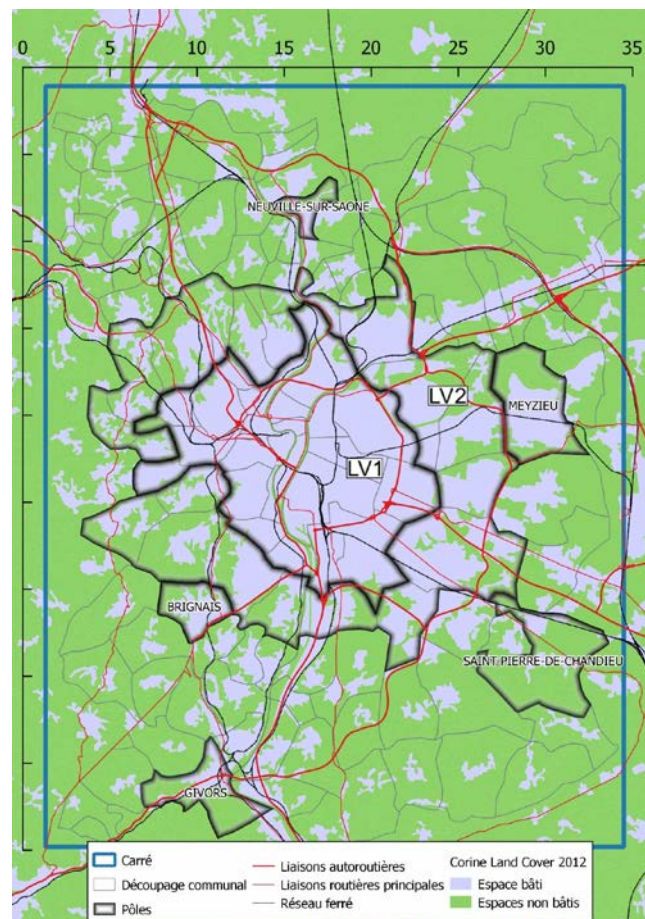 0 5 10 15 20 25 30 35
NEUVILLE-SUR-SAONE
LV2
MEYZIEU
LV1
BRIGNAIS
SAINT-PIERRE-DE-CHANDIEU
GIVORS
Carré
Découpage communal
Pôles
Liaisons autoroutières
Liaisons routières principales
Réseau ferré
Corine Land Cover 2012
Espace bâti
Espaces non bâtis